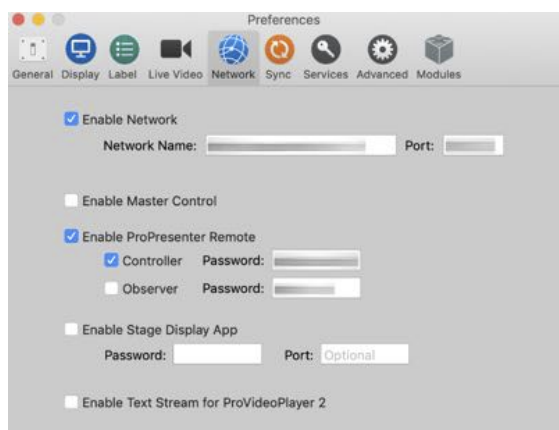 Preferences
General Display Label Live Video Network Sync Services Advanced Modules
Enable Network
Network Name: Port:
Enable Master Control
Enable ProPresenter Remote
Controller Password:
Observer Password:
Enable Stage Display App
Password: Port: Optional
Enable Text Stream for ProVideoPlayer 2